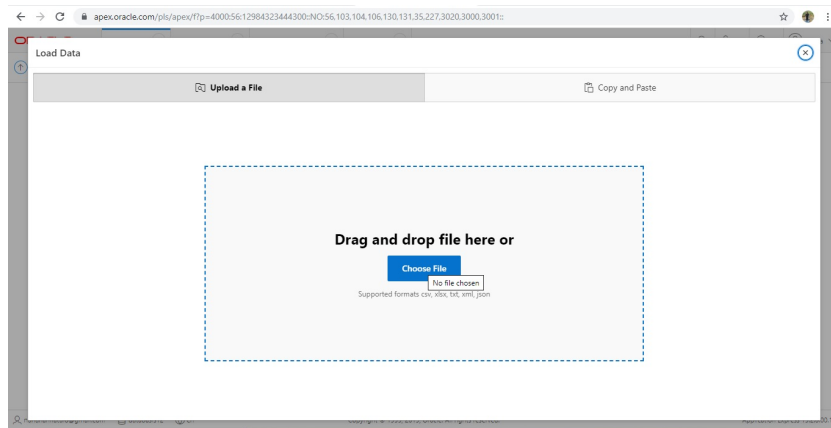 apex.oracle.com/pls/apex/f?p=4000:56:12984323444300::NO:56,103,104,106,130,131,35,227,3020,3000,3001::
Load Data
Upload a File
Copy and Paste
Drag and drop file here or
Choose File
No file chosen
Supported formats csv, xlsx, txt, xml, json